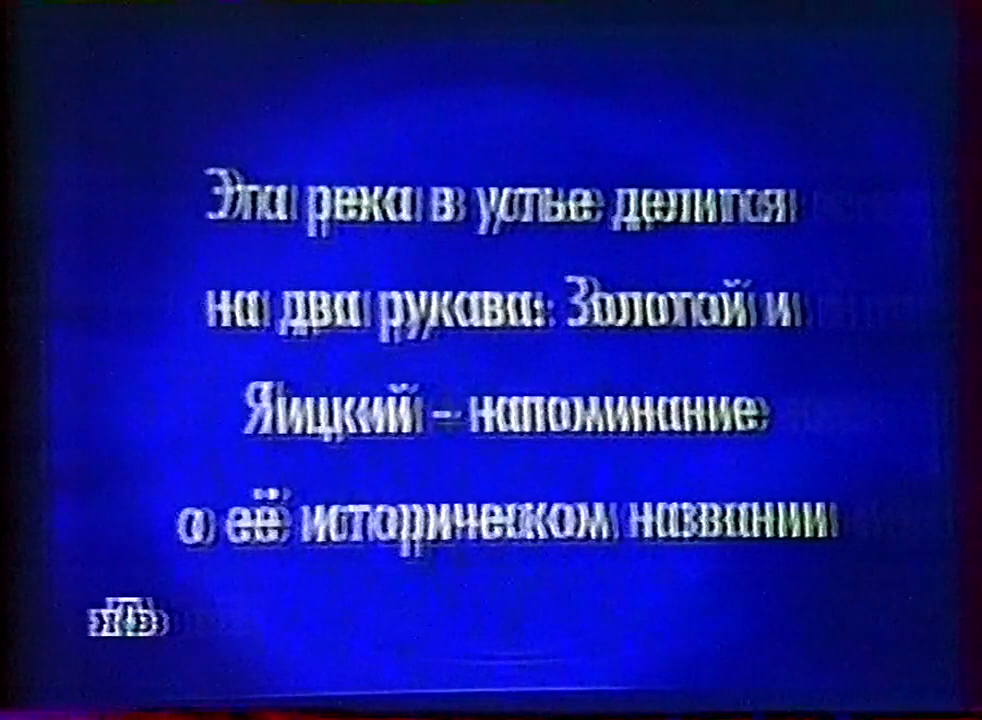 Эта река в устье делится
на два рукава: Золотой и
Яицкий – напоминание
о её историческом названии
НТВ